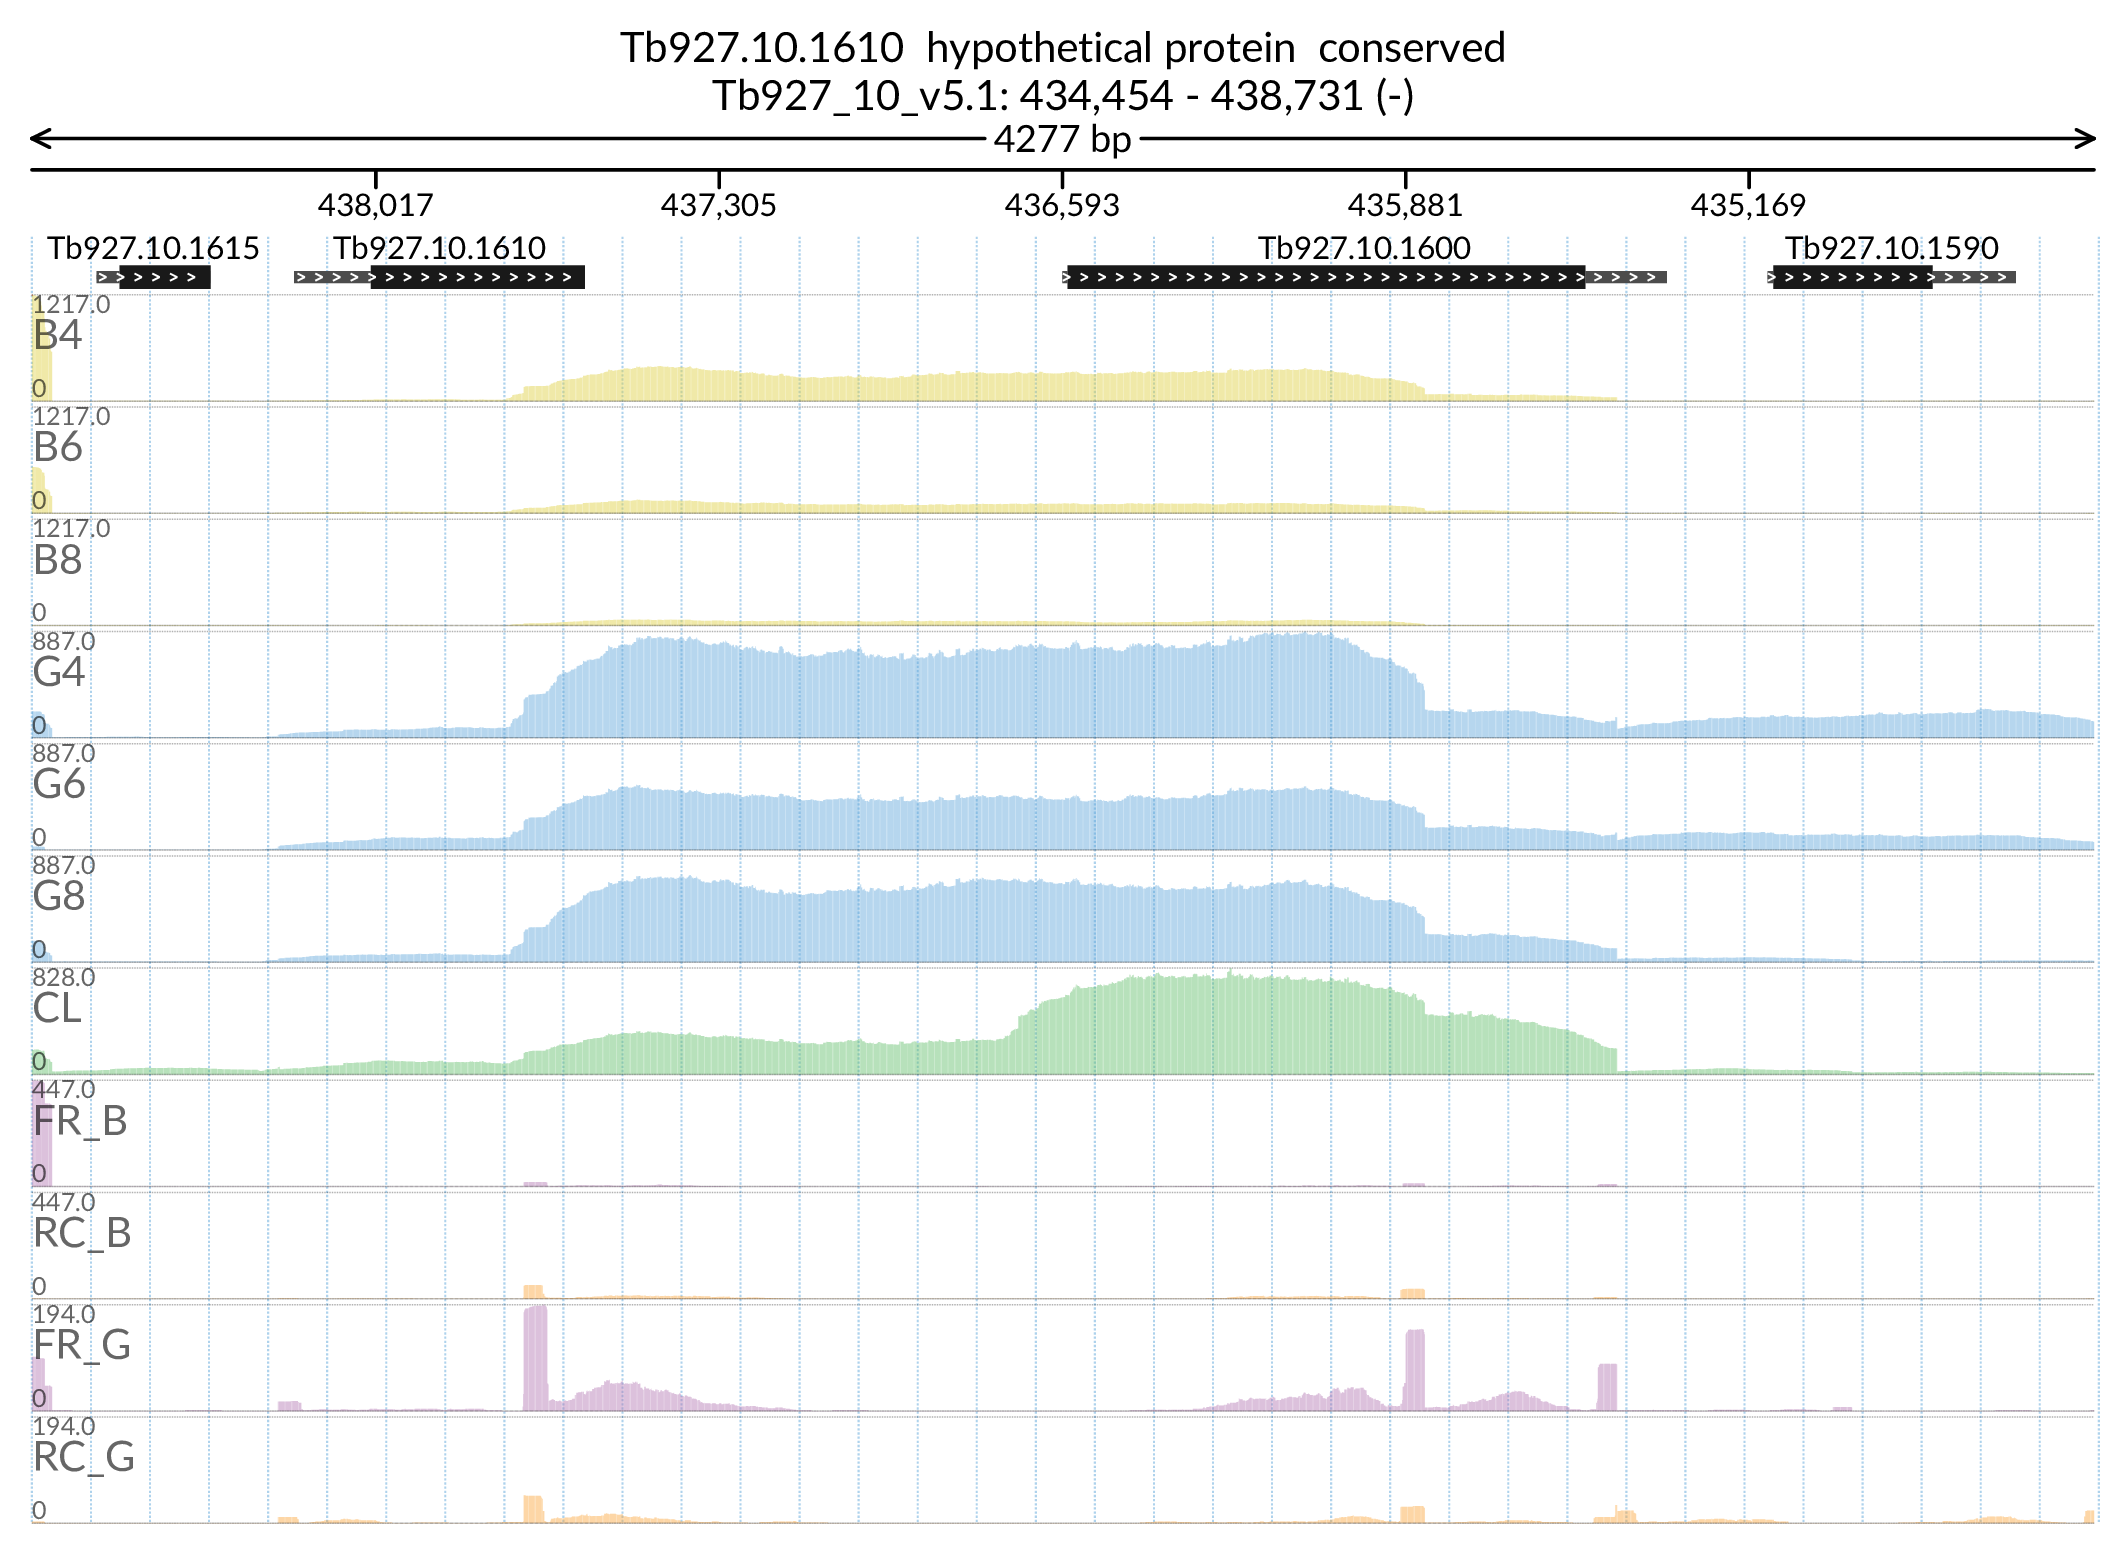 Tb927.10.1610 hypothetical protein conserved
Tb927_10_v5.1: 434,454 - 438,731 (-)
4277 bp
438,017 437,305 436,593 435,881 435,169
Tb927.10.1615 Tb927.10.1610 Tb927.10.1600 Tb927.10.1590
1217.0
B4
0
1217.0
B6
0
1217.0
B8
0
887.0
G4
0
887.0
G6
0
887.0
G8
0
828.0
CL
0
447.0
FR_B
0
447.0
RC_B
0
194.0
FR_G
0
194.0
RC_G
0